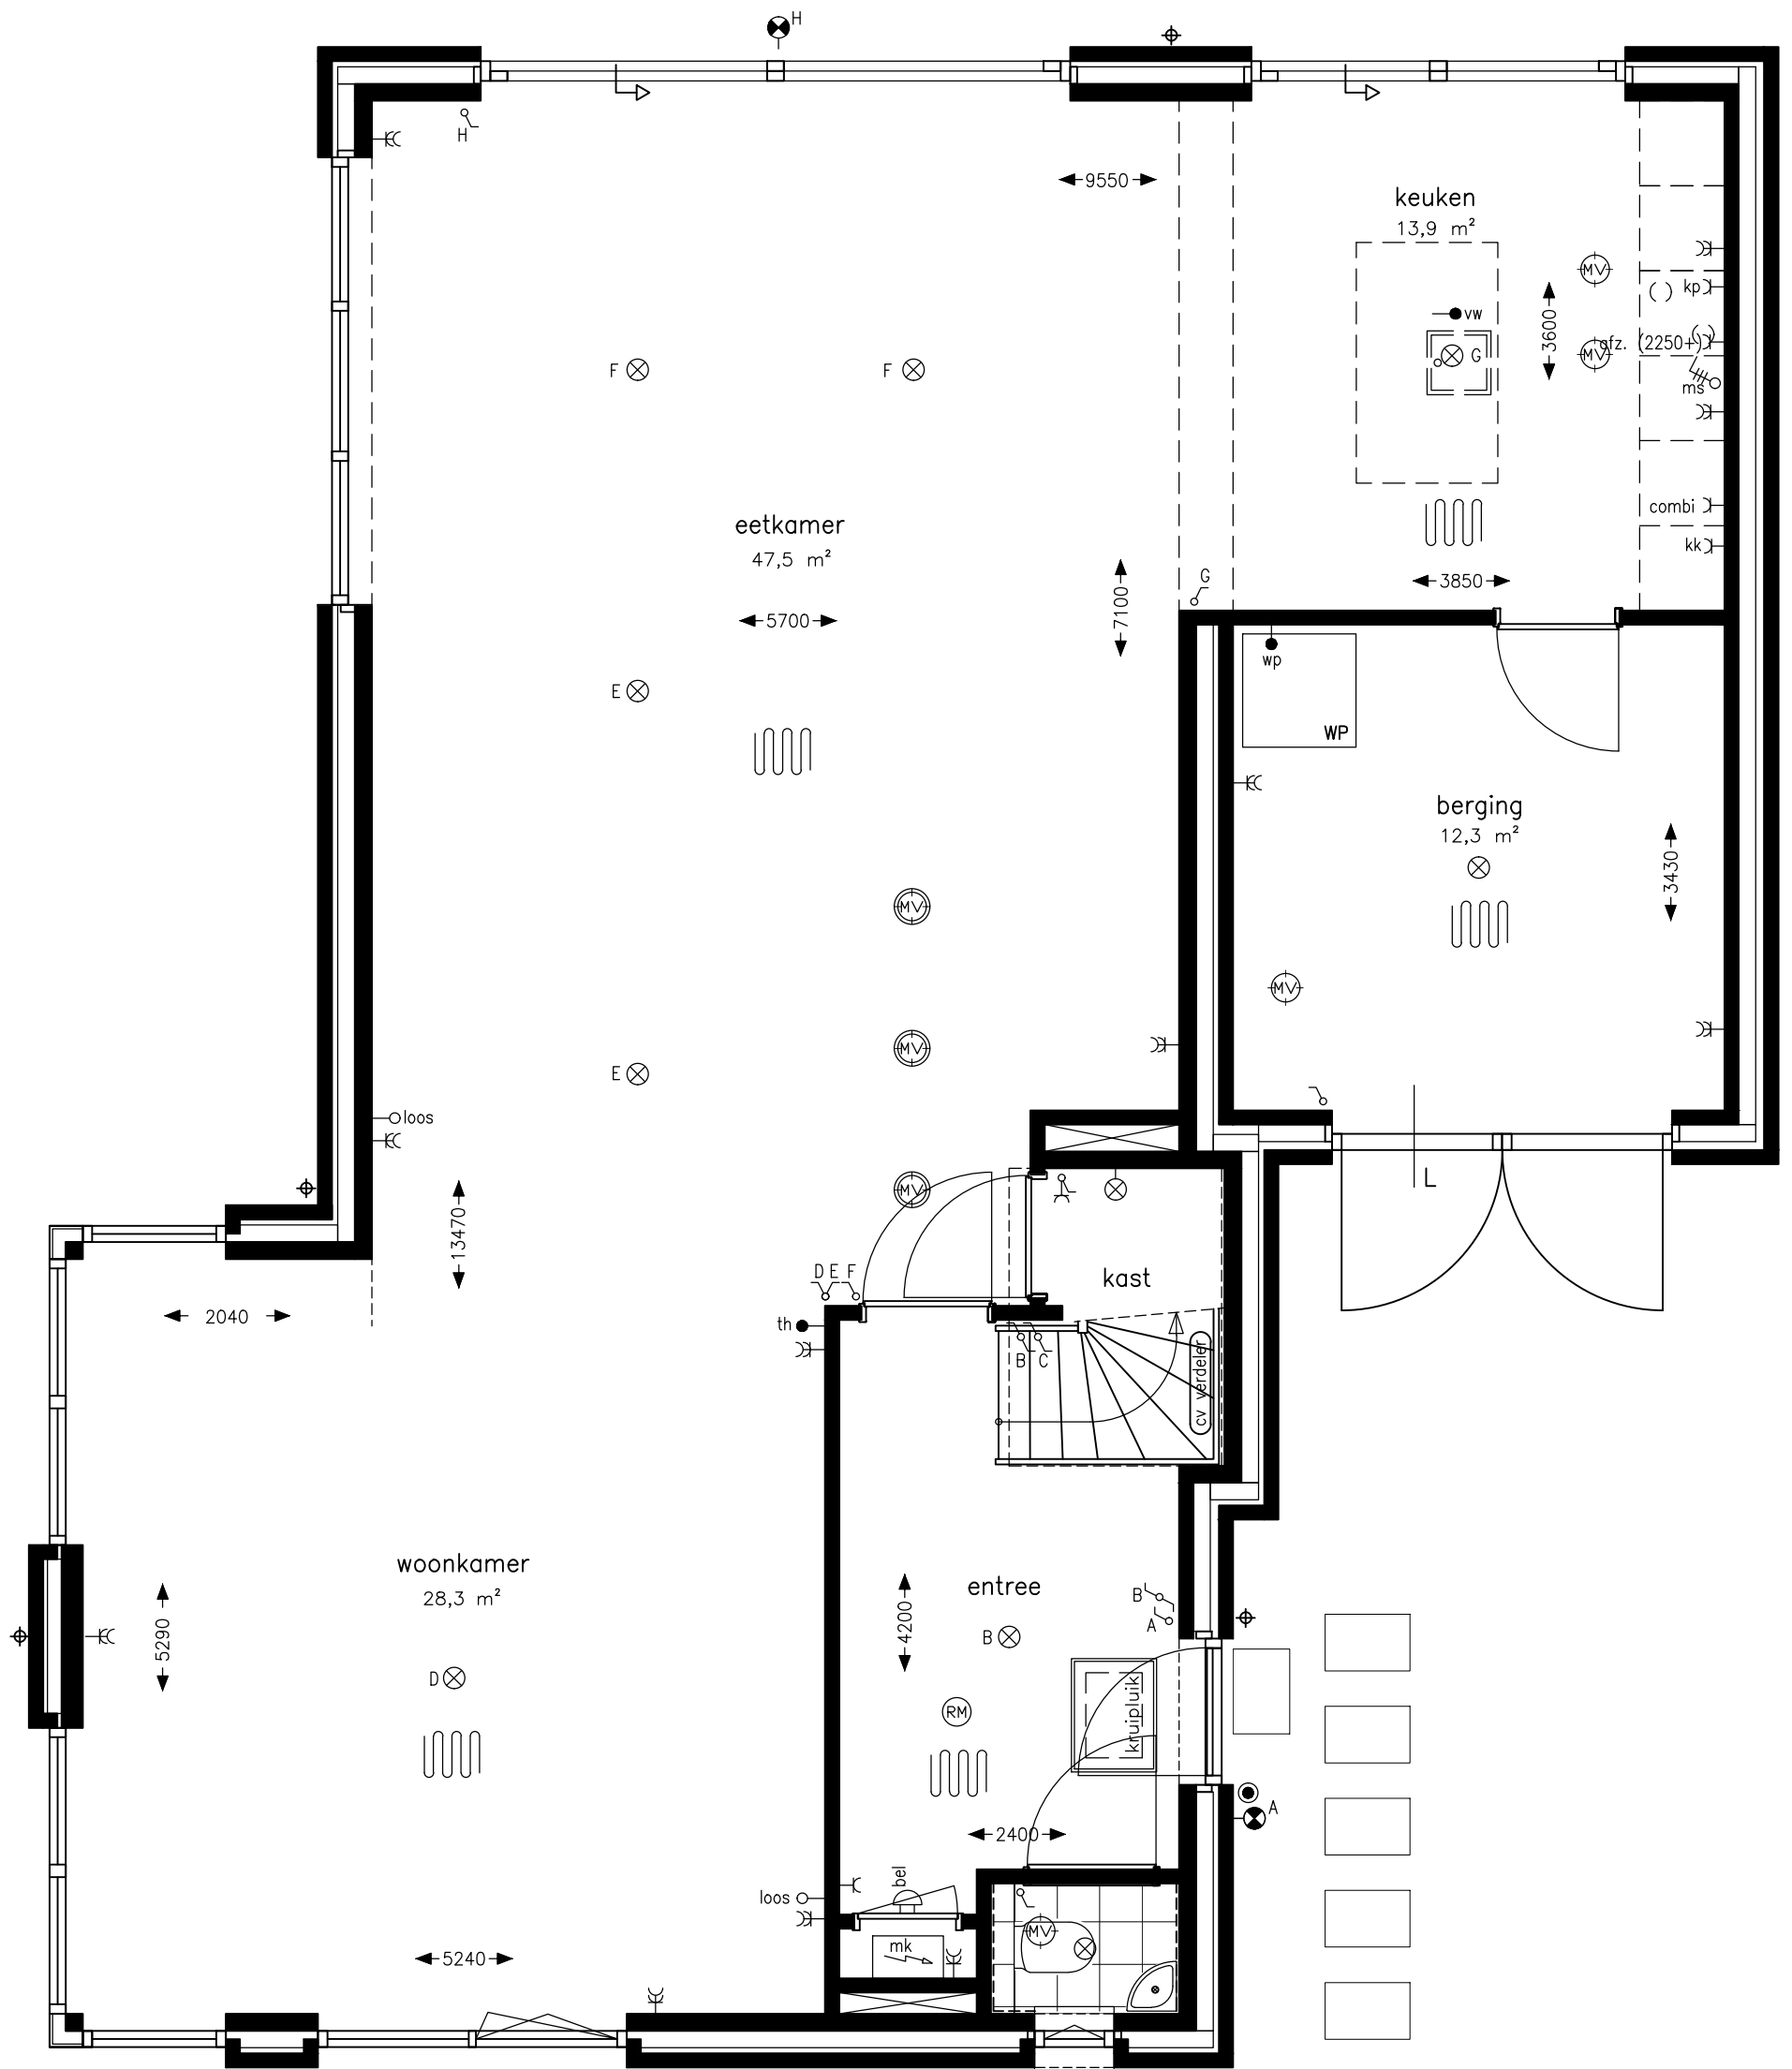 H
H
9550
keuken
13,9 m²
MV
kp
vw
3600
G
MV
afz. (2250+)
ms
F
F
eetkamer
47,5 m²
combi
kk
3850
G
7100
5700
wp
WP
E
berging
12,3 m²
3430
MV
MV
MV
E
loos
L
MV
13470
kast
D E F
2040
th
B C
cv verdeler
woonkamer
28,3 m²
entree
5290
4200
B
A
B
D
RM
kruipluik
A
2400
bel
loos
mk
MV
5240